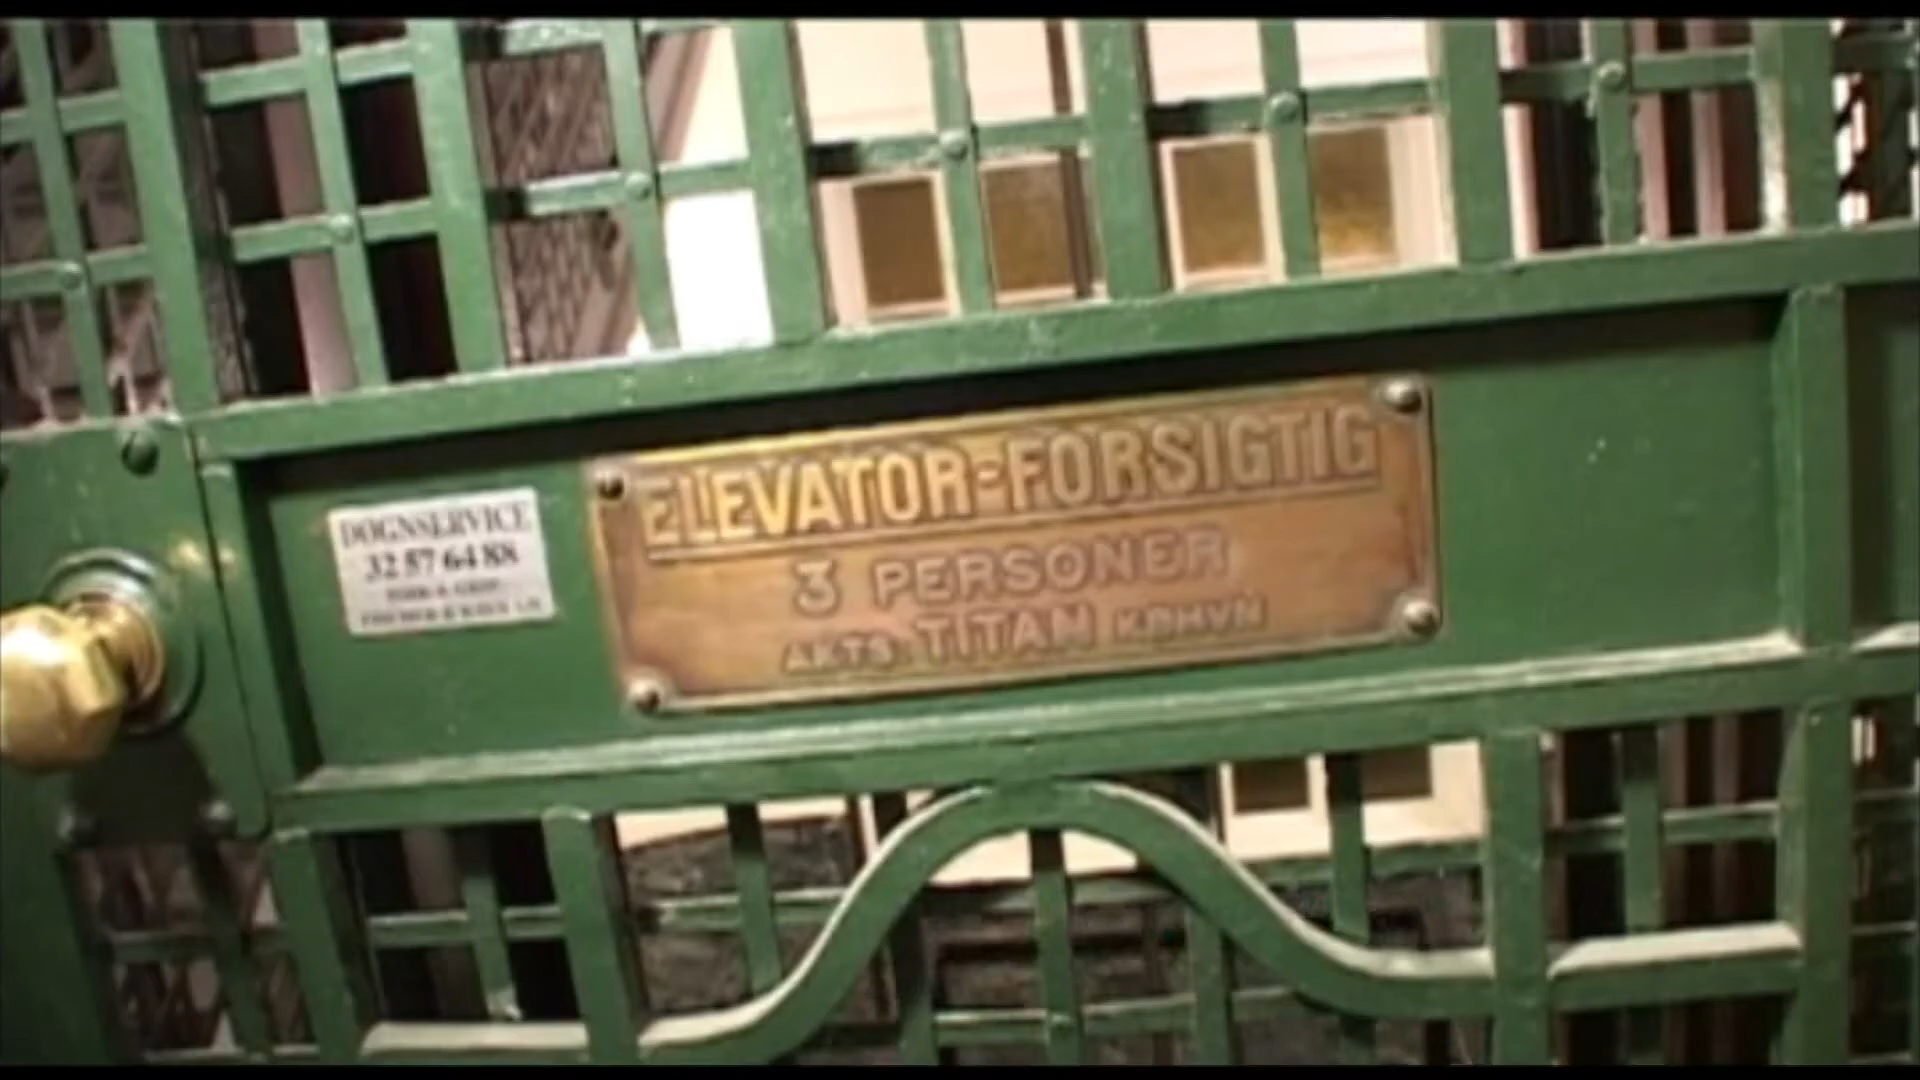 DØGNSERVICE
32 57 64 88
ELEVATOR-FORSIGTIG
3 PERSONER
AKTS. TITAN KBHVN